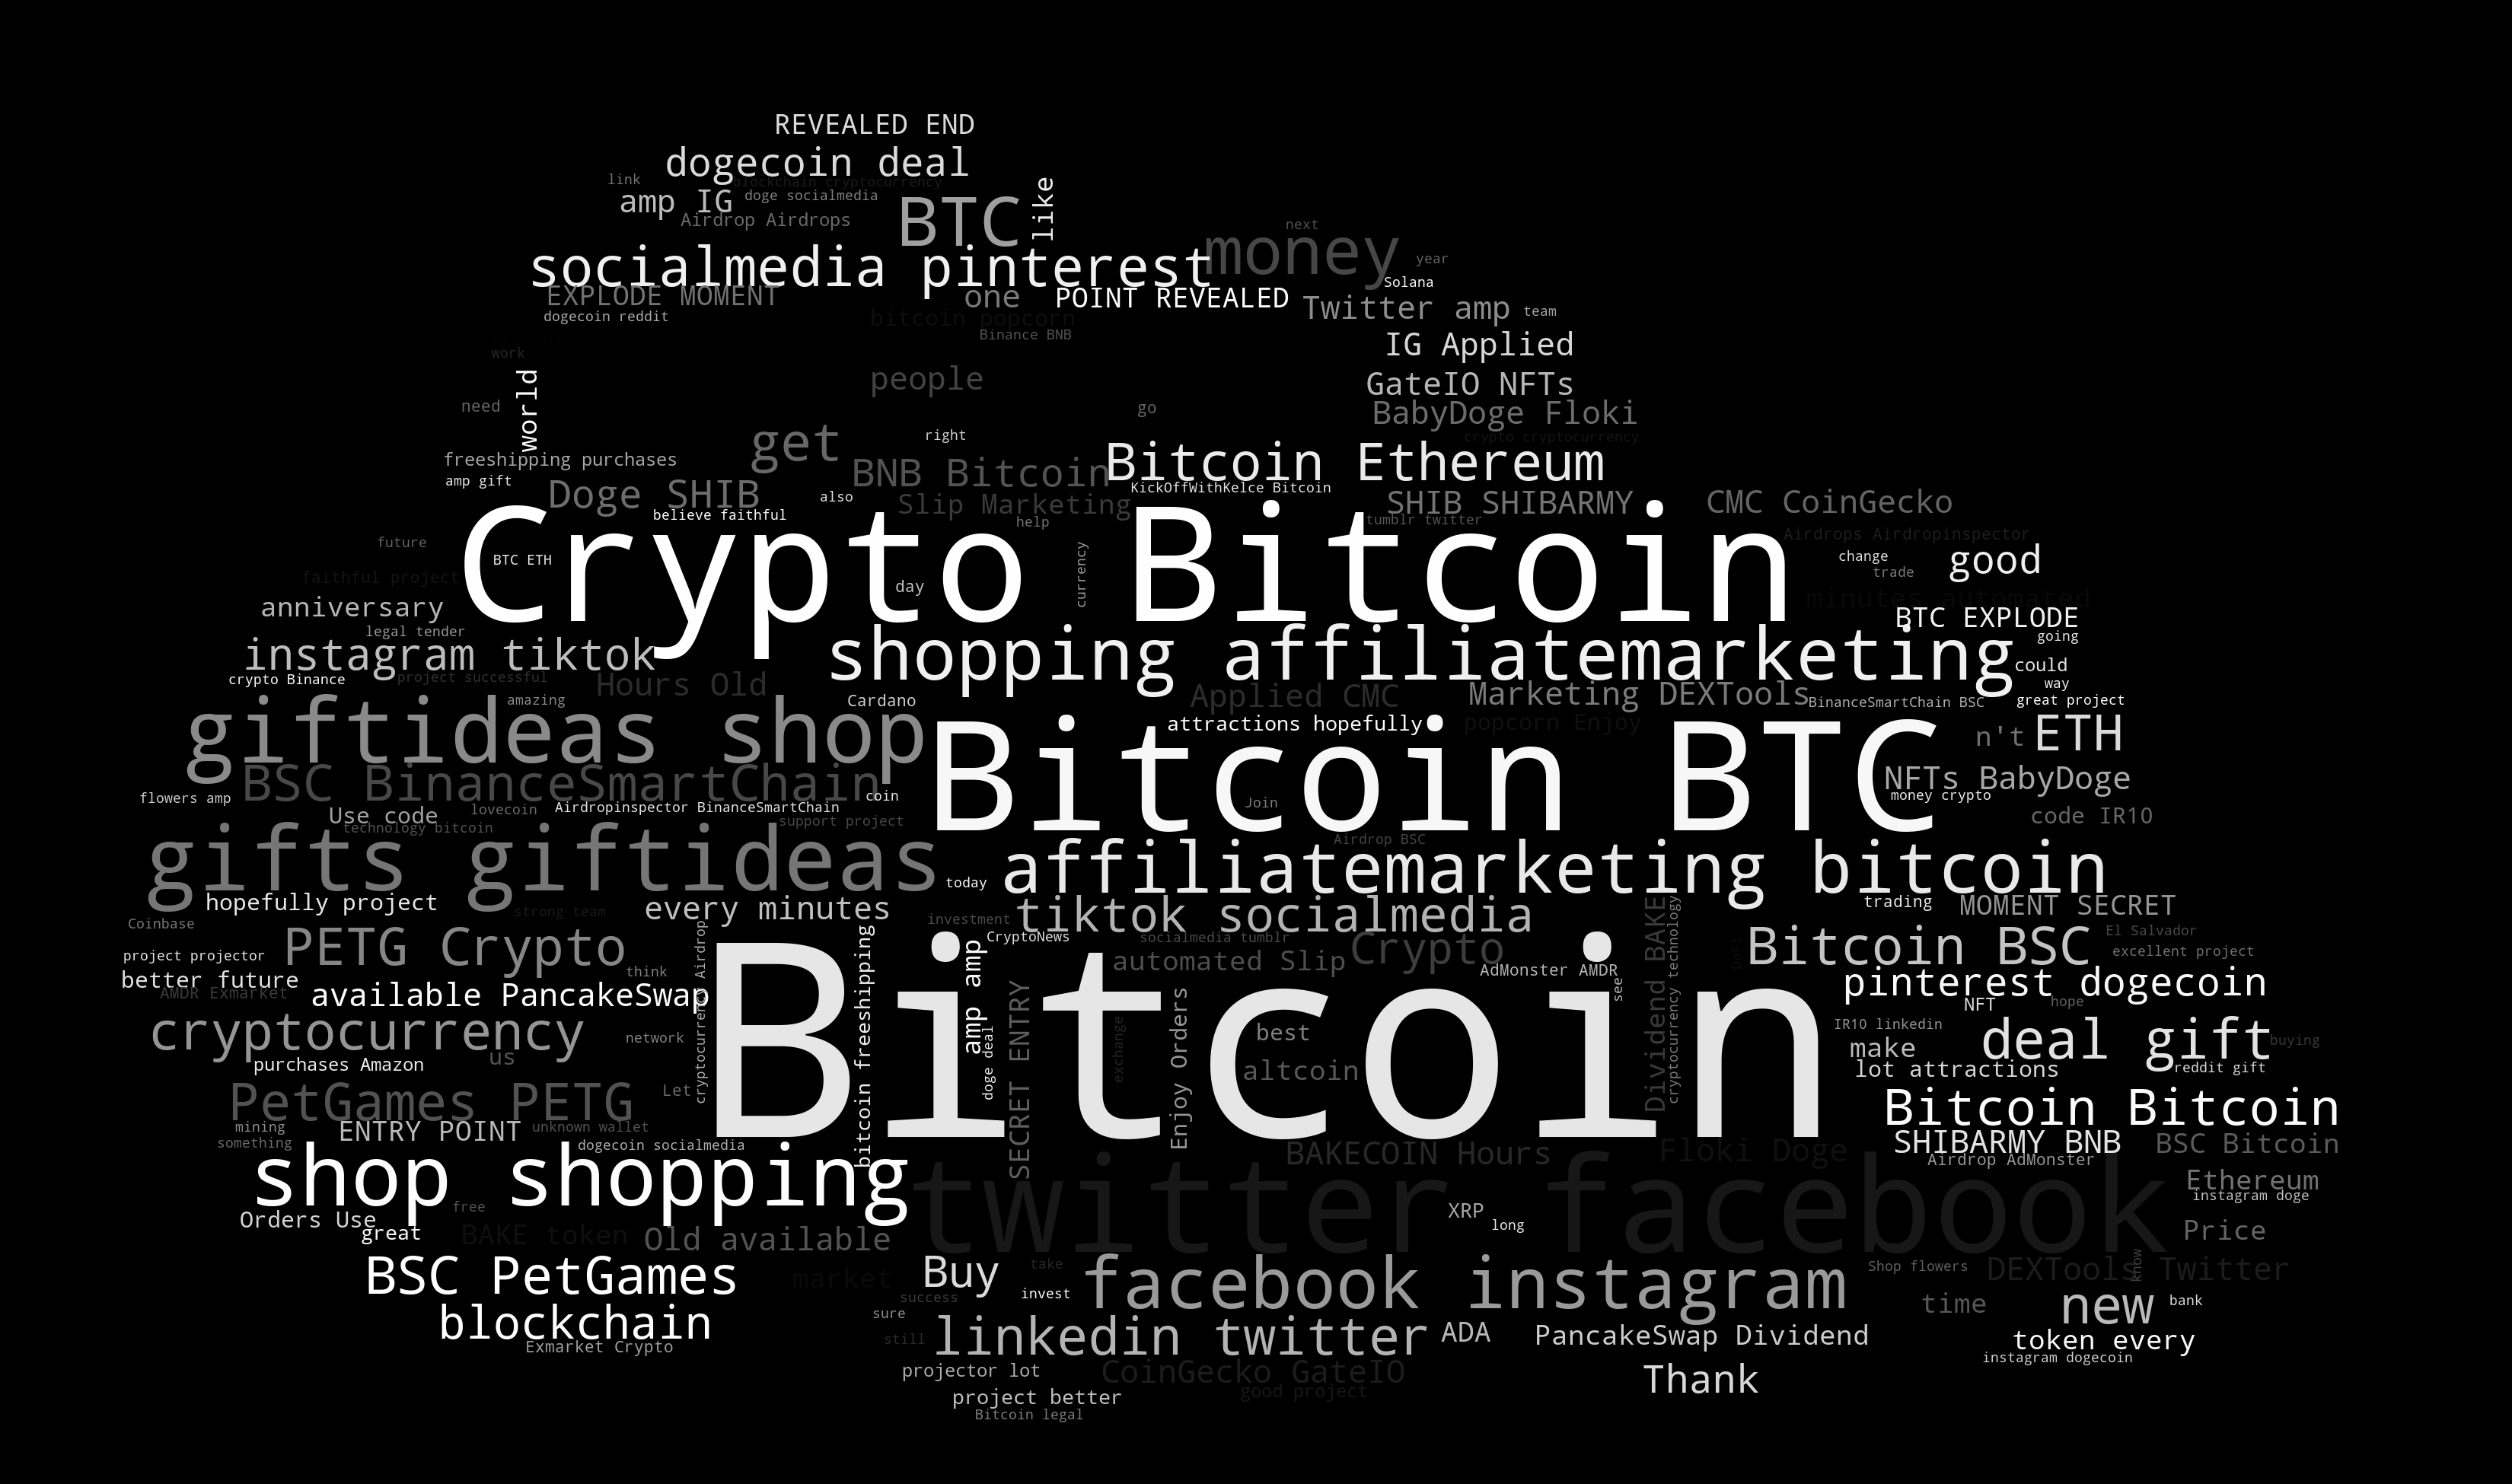 REVEALED END
dogecoin deal
link
blockchain cryptocurrency
amp IG
doge socialmedia
Airdrop Airdrops
BTC
like
next
money
socialmedia pinterest
year
Solana
EXPLODE MOMENT
one
POINT REVEALED
Twitter amp
team
dogecoin reddit
bitcoin popcorn
Binance BNB
IG Applied
work
people
world
GateIO NFTs
need
go
BabyDoge Floki
get
right
crypto cryptocurrency
freeshipping purchases
BNB Bitcoin
Bitcoin Ethereum
amp gift
KickOffWithKelce Bitcoin
Doge SHIB
also
Slip Marketing
SHIB SHIBARMY
CMC CoinGecko
believe faithful
help
tumblr twitter
Crypto Bitcoin
Airdrops Airdropinspector
future
BTC ETH
currency
change
good
faithful project
day
trade
anniversary
minutes automated
legal tender
BTC EXPLODE
going
instagram tiktok
shopping affiliatemarketing
could
crypto Binance
project successful
Hours Old
way
amazing
Cardano
Applied CMC
Marketing DEXTools
BinanceSmartChain BSC
great project
giftideas shop
attractions hopefully
popcorn Enjoy
n't
ETH
Bitcoin BTC
BSC BinanceSmartChain
NFTs BabyDoge
flowers amp
lovecoin
Airdropinspector BinanceSmartChain
coin
Join
money crypto
Use code
technology bitcoin
support project
code IR10
Airdrop BSC
gifts giftideas
affiliatemarketing bitcoin
today
hopefully project
strong team
every minutes
investment
tiktok socialmedia
trading
MOMENT SECRET
Coinbase
CryptoNews
socialmedia tumblr
El Salvador
PETG Crypto
Crypto
Bitcoin BSC
project projector
excellent project
better future
think
automated Slip
AdMonster AMDR
DeFi
AMDR Exmarket
available PancakeSwap
cryptocurrency Airdrop
bitcoin freeshipping
amp amp
doge deal
SECRET ENTRY
exchange
Enjoy Orders
see
Dividend BAKE
cryptocurrency technology
pinterest dogecoin
NFT
hope
cryptocurrency
network
best
IR10 linkedin
deal gift
buying
purchases Amazon
us
altcoin
make
lot attractions
reddit gift
Bitcoin
PetGames PETG
Let
Bitcoin Bitcoin
mining
something
ENTRY POINT
unknown wallet
dogecoin socialmedia
BAKECOIN Hours
Floki Doge
SHIBARMY BNB
BSC Bitcoin
Airdrop AdMonster
shop shopping
twitter facebook
Ethereum
instagram doge
free
Orders Use
great
XRP
long
Price
BAKE token
Old available
know
market
Buy
take
Shop flowers
DEXTools Twitter
BSC PetGames
success
invest
facebook instagram
time
new
bank
sure
blockchain
still
linkedin twitter
ADA
PancakeSwap Dividend
token every
Exmarket Crypto
instagram dogecoin
projector lot
CoinGecko GateIO
Thank
project better
good project
Bitcoin legal